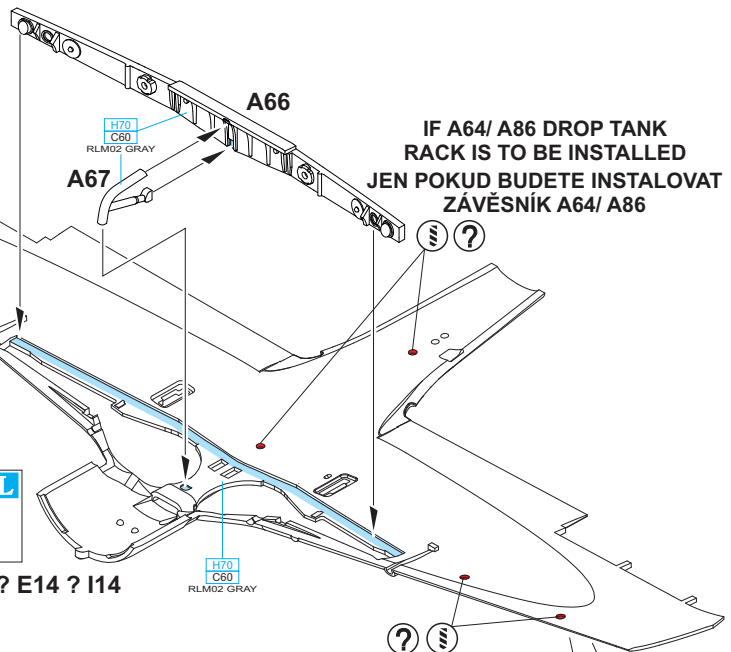 A66
H70
C60
RLM02 GRAY
A67
IF A64/ A86 DROP TANK
RACK IS TO BE INSTALLED
JEN POKUD BUDETE INSTALOVAT
ZÁVĚSNÍK A64/ A86
?
L
? E14 ? I14
H70
C60
RLM02 GRAY
?